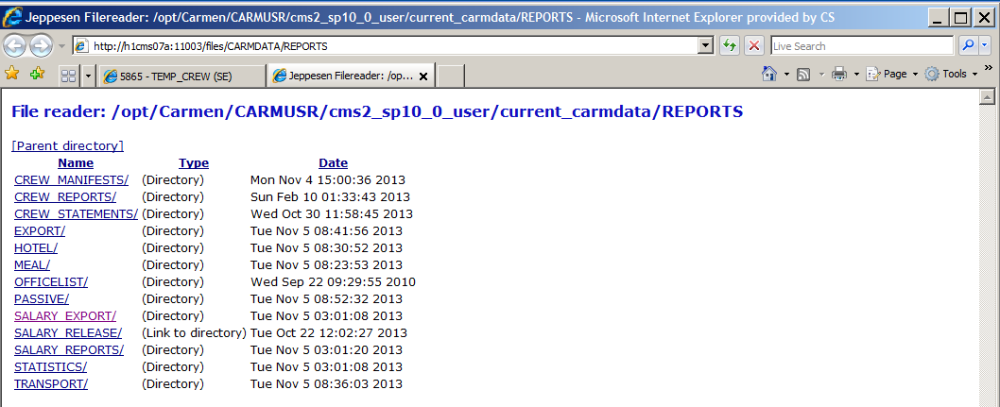 Jeppesen Filereader: /opt/Carmen/CARMUSR/cms2_sp10_0_user/current_carmdata/REPORTS - Microsoft Internet Explorer provided by CS
http://h1cms07a:11003/files/CARMDATA/REPORTS Live Search
5865 - TEMP_CREW (SE) Jeppesen Filereader: /op... Page Tools »
File reader: /opt/Carmen/CARMUSR/cms2_sp10_0_user/current_carmdata/REPORTS
[Parent directory]
Name Type Date
CREW_MANIFESTS/ (Directory) Mon Nov 4 15:00:36 2013
CREW_REPORTS/ (Directory) Sun Feb 10 01:33:43 2013
CREW_STATEMENTS/ (Directory) Wed Oct 30 11:58:45 2013
EXPORT/ (Directory) Tue Nov 5 08:41:56 2013
HOTEL/ (Directory) Tue Nov 5 08:30:52 2013
MEAL/ (Directory) Tue Nov 5 08:23:53 2013
OFFICELIST/ (Directory) Wed Sep 22 09:29:55 2010
PASSIVE/ (Directory) Tue Nov 5 08:52:32 2013
SALARY_EXPORT/ (Directory) Tue Nov 5 03:01:08 2013
SALARY_RELEASE/ (Link to directory) Tue Oct 22 12:02:27 2013
SALARY_REPORTS/ (Directory) Tue Nov 5 03:01:20 2013
STATISTICS/ (Directory) Tue Nov 5 03:01:08 2013
TRANSPORT/ (Directory) Tue Nov 5 08:36:03 2013